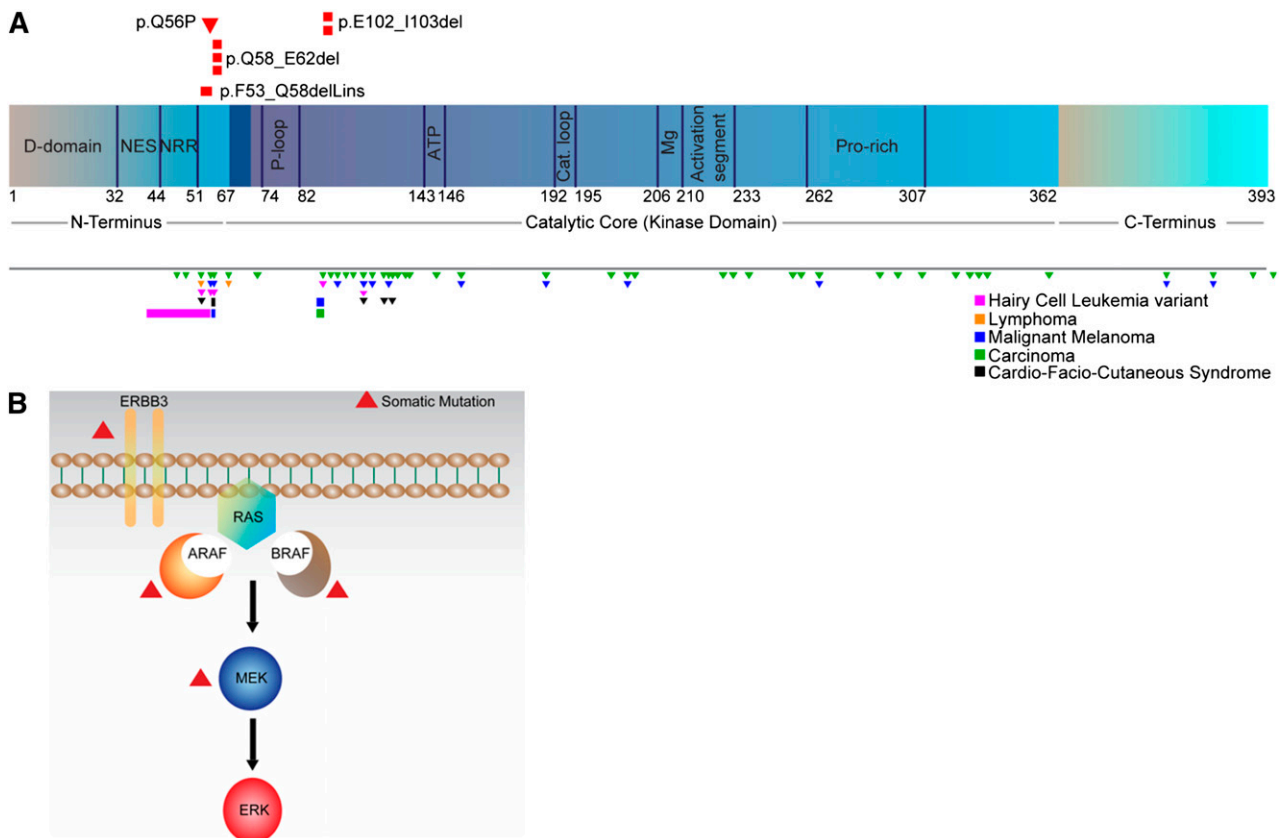 A
p.Q56P
p.E102_I103del
p.Q58_E62del
p.F53_Q58delLins
D-domain NES NRR P-loop ATP Cat. loop Mg Activation segment Pro-rich
1 32 44 51 67 74 82 143 146 192 195 206 210 233 262 307 362 393
N-Terminus Catalytic Core (Kinase Domain) C-Terminus
Hairy Cell Leukemia variant
Lymphoma
Malignant Melanoma
Carcinoma
Cardio-Facio-Cutaneous Syndrome
B
ERBB3 Somatic Mutation
RAS
ARAF BRAF
MEK
ERK